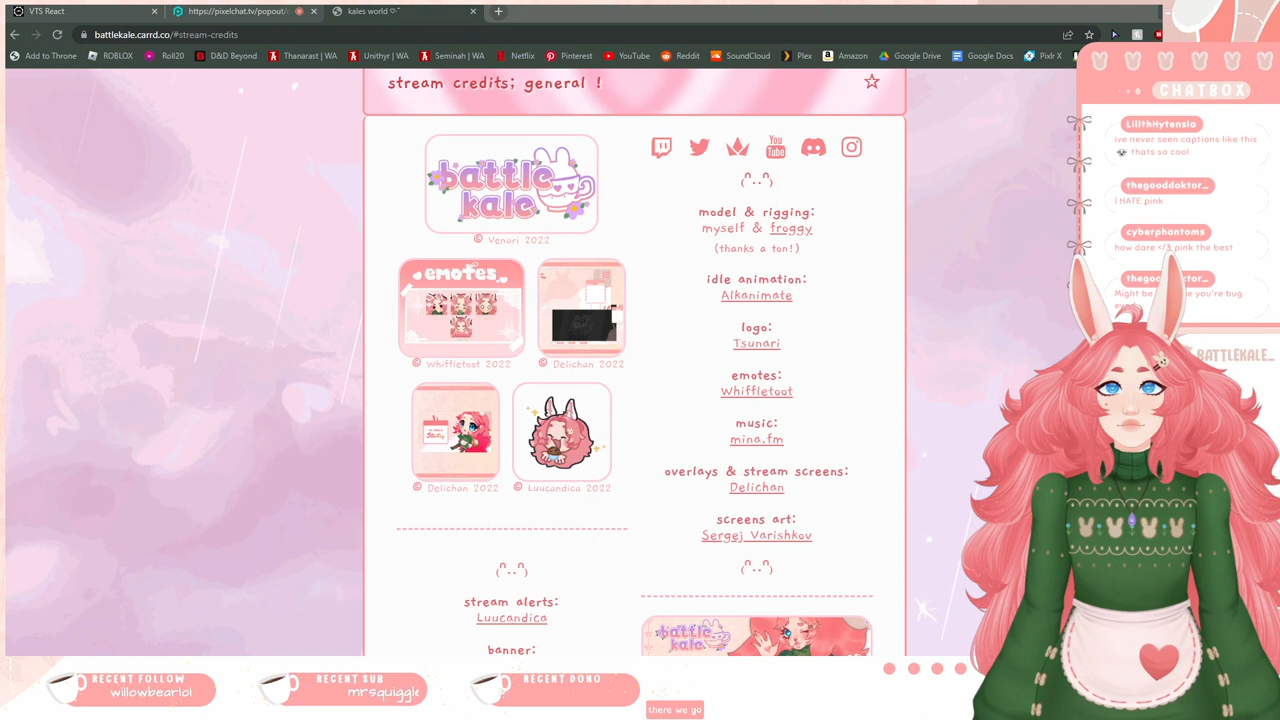 VTS React
https://pixelchat.tv/popout/
kales world
battlekale.carrd.co/#stream-credits
Add to Throne
ROBLOX
Roll20
D&D Beyond
Thanarast | WA
Unithyr | WA
Seminah | WA
Netflix
Pinterest
YouTube
Reddit
SoundCloud
Plex
Amazon
Google Drive
Google Docs
Pixlr X
stream credits; general !
battle
kale
© Venari 2022
emotes
© Whiffletoot 2022
© Delichan 2022
© Delichan 2022
© Luucandica 2022
stream alerts:
Luucandica
banner:
You
Tube
model & rigging:
myself & froggy
(thanks a ton!)
idle animation:
Alkanimate
logo:
Tsunari
emotes:
Whiffletoot
music:
mina.fm
overlays & stream screens:
Delichan
screens art:
Sergej Varishkov
battle
kale
CHATBOX
LilithHytensia
ive never seen captions like this
thats so cool
thegooddoktor...
I HATE pink
cyberphantoms
how dare </3 pink the best
Might be
you're bug
BATTLEKALE...
RECENT FOLLOW
willowbearlol
RECENT SUB
mrsquiggle
RECENT DONO
there we go